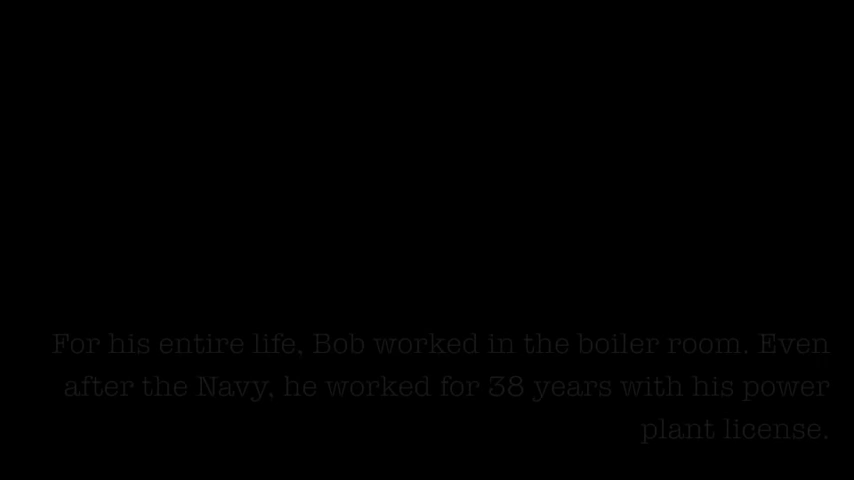 For his entire life, Bob worked in the boiler room. Even
after the Navy, he worked for 38 years with his power
plant license.